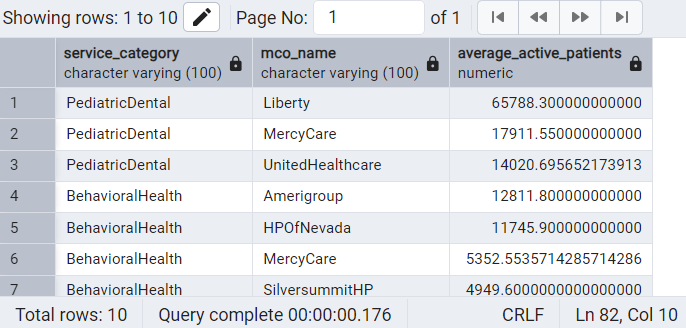 Showing rows: 1 to 10 Page No: 1 of 1
service_category mco_name average_active_patients
character varying (100) character varying (100) numeric
1 PediatricDental Liberty 65788.300000000000
2 PediatricDental MercyCare 17911.550000000000
3 PediatricDental UnitedHealthcare 14020.695652173913
4 BehavioralHealth Amerigroup 12811.800000000000
5 BehavioralHealth HPOfNevada 11745.900000000000
6 BehavioralHealth MercyCare 5352.5535714285714286
7 BehavioralHealth SilversummitHP 4949.6000000000000000
Total rows: 10 Query complete 00:00:00.176 CRLF Ln 82, Col 10